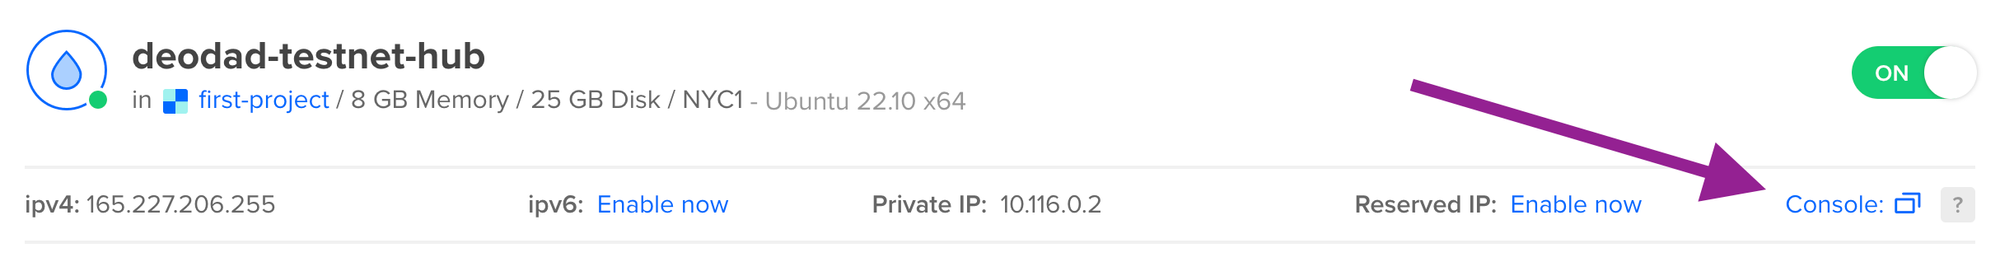 deodad-testnet-hub
ON
in first-project / 8 GB Memory / 25 GB Disk / NYC1 - Ubuntu 22.10 x64
ipv4: 165.227.206.255 ipv6: Enable now Private IP: 10.116.0.2 Reserved IP: Enable now Console: ?